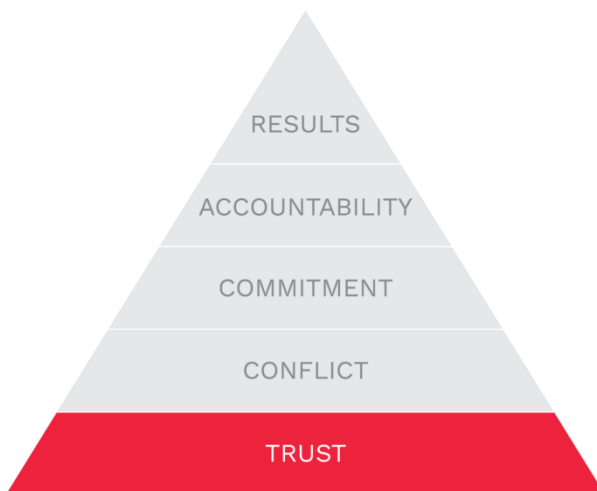 RESULTS
ACCOUNTABILITY
COMMITMENT
CONFLICT
TRUST